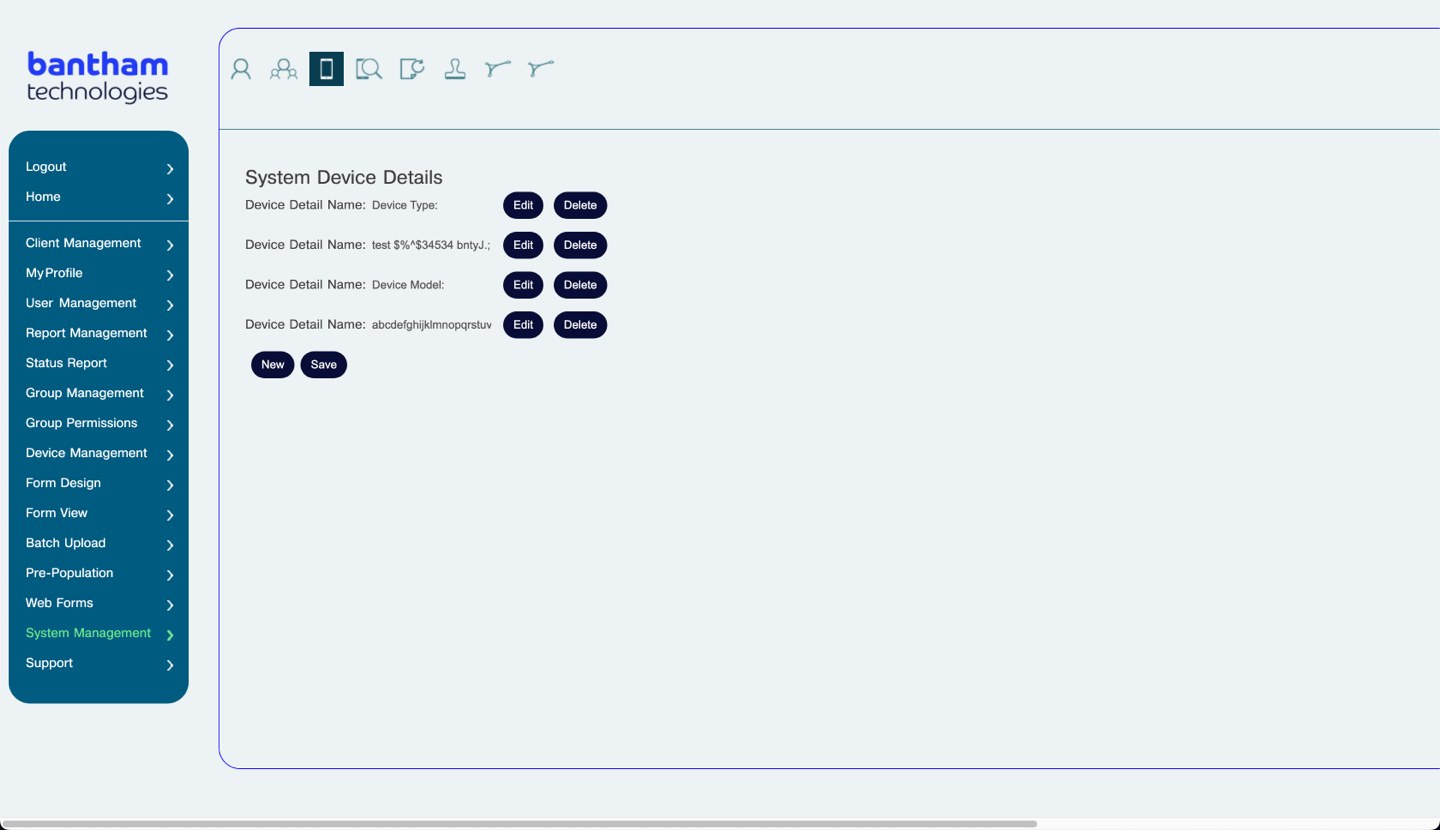 bantham
technologies
Logout
Home
Client Management
My Profile
User Management
Report Management
Status Report
Group Management
Group Permissions
Device Management
Form Design
Form View
Batch Upload
Pre-Population
Web Forms
System Management
Support
System Device Details
Device Detail Name: Device Type: Edit Delete
Device Detail Name: test $%^$34534 bntyJ.; Edit Delete
Device Detail Name: Device Model: Edit Delete
Device Detail Name: abcdefghijklmnopqrstuv Edit Delete
New Save